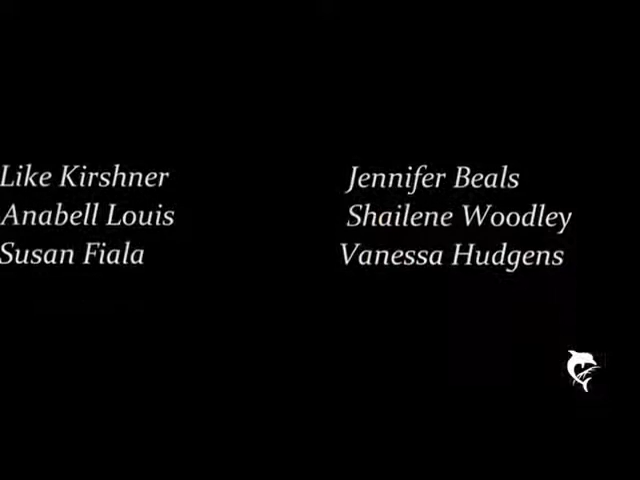 Like Kirshner Jennifer Beals
Anabell Louis Shailene Woodley
Susan Fiala Vanessa Hudgens